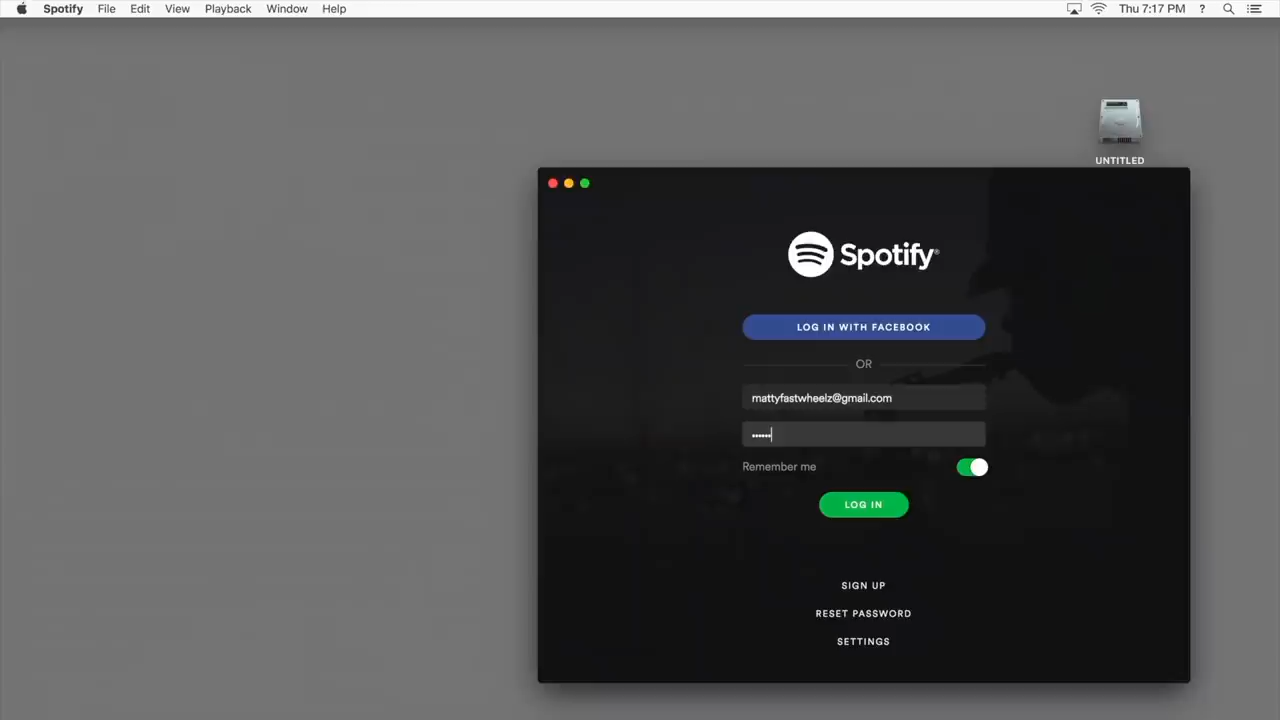 Spotify File Edit View Playback Window Help Thu 7:17 PM ?
UNTITLED
Spotify®
LOG IN WITH FACEBOOK
OR
mattyfastwheelz@gmail.com
••••••
Remember me
LOG IN
SIGN UP
RESET PASSWORD
SETTINGS